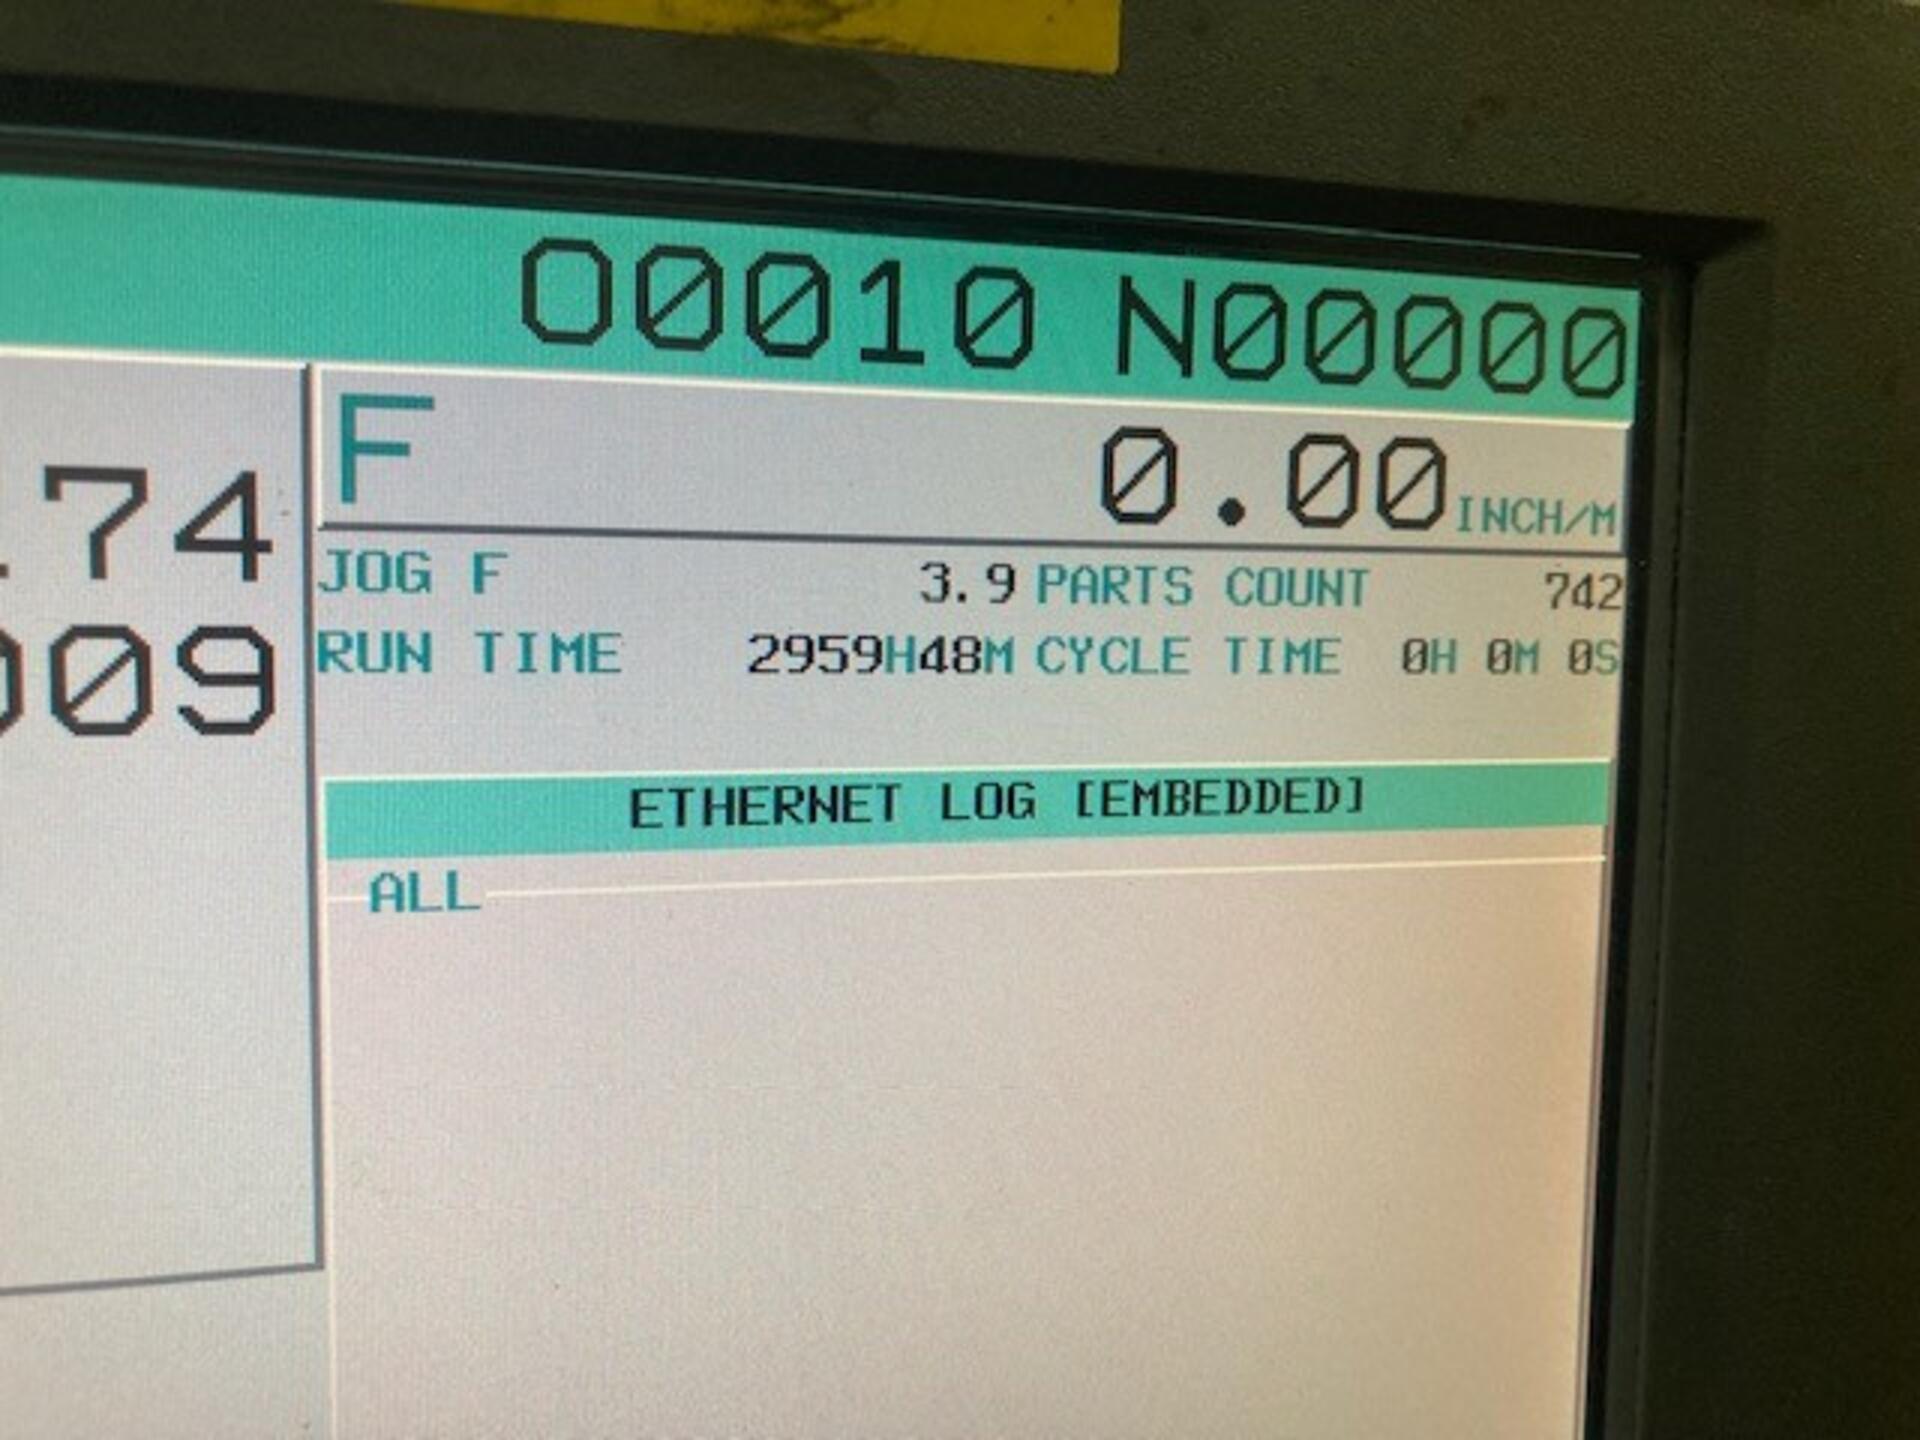 O0010 N00000
F 0.00 INCH/M
.74
JOG F 3.9 PARTS COUNT 742
009
RUN TIME 2959H48M CYCLE TIME 0H 0M 0S
ETHERNET LOG [EMBEDDED]
ALL